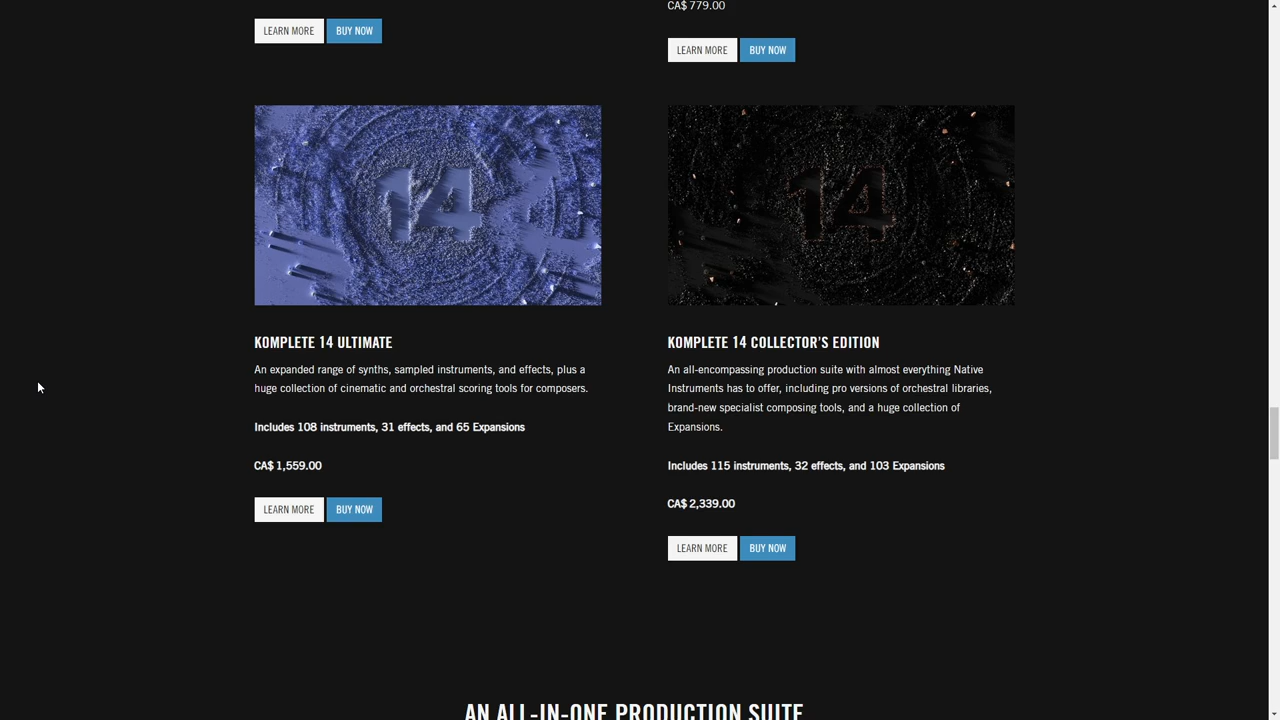 CA$ 779.00
LEARN MORE BUY NOW
LEARN MORE BUY NOW
14
14
KOMPLETE 14 ULTIMATE
An expanded range of synths, sampled instruments, and effects, plus a
huge collection of cinematic and orchestral scoring tools for composers.
Includes 108 instruments, 31 effects, and 65 Expansions
CA$ 1,559.00
LEARN MORE BUY NOW
KOMPLETE 14 COLLECTOR'S EDITION
An all-encompassing production suite with almost everything Native
Instruments has to offer, including pro versions of orchestral libraries,
brand-new specialist composing tools, and a huge collection of
Expansions.
Includes 115 instruments, 32 effects, and 103 Expansions
CA$ 2,339.00
LEARN MORE BUY NOW
AN ALL-IN-ONE PRODUCTION SUITE